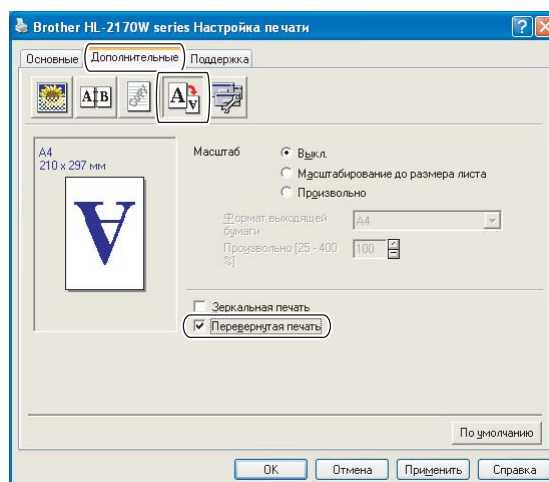 Brother HL-2170W series Настройка печати
Основные Дополнительные Поддержка
A B
A A
A4
210 x 297 мм
A
Масштаб
Выкл.
Масштабирование до размера листа
Произвольно
Формат выходящей
бумаги
A4
Произвольно [25 - 400
%]
100
Зеркальная печать
Перевернутая печать
По умолчанию
OK Отмена Применить Справка